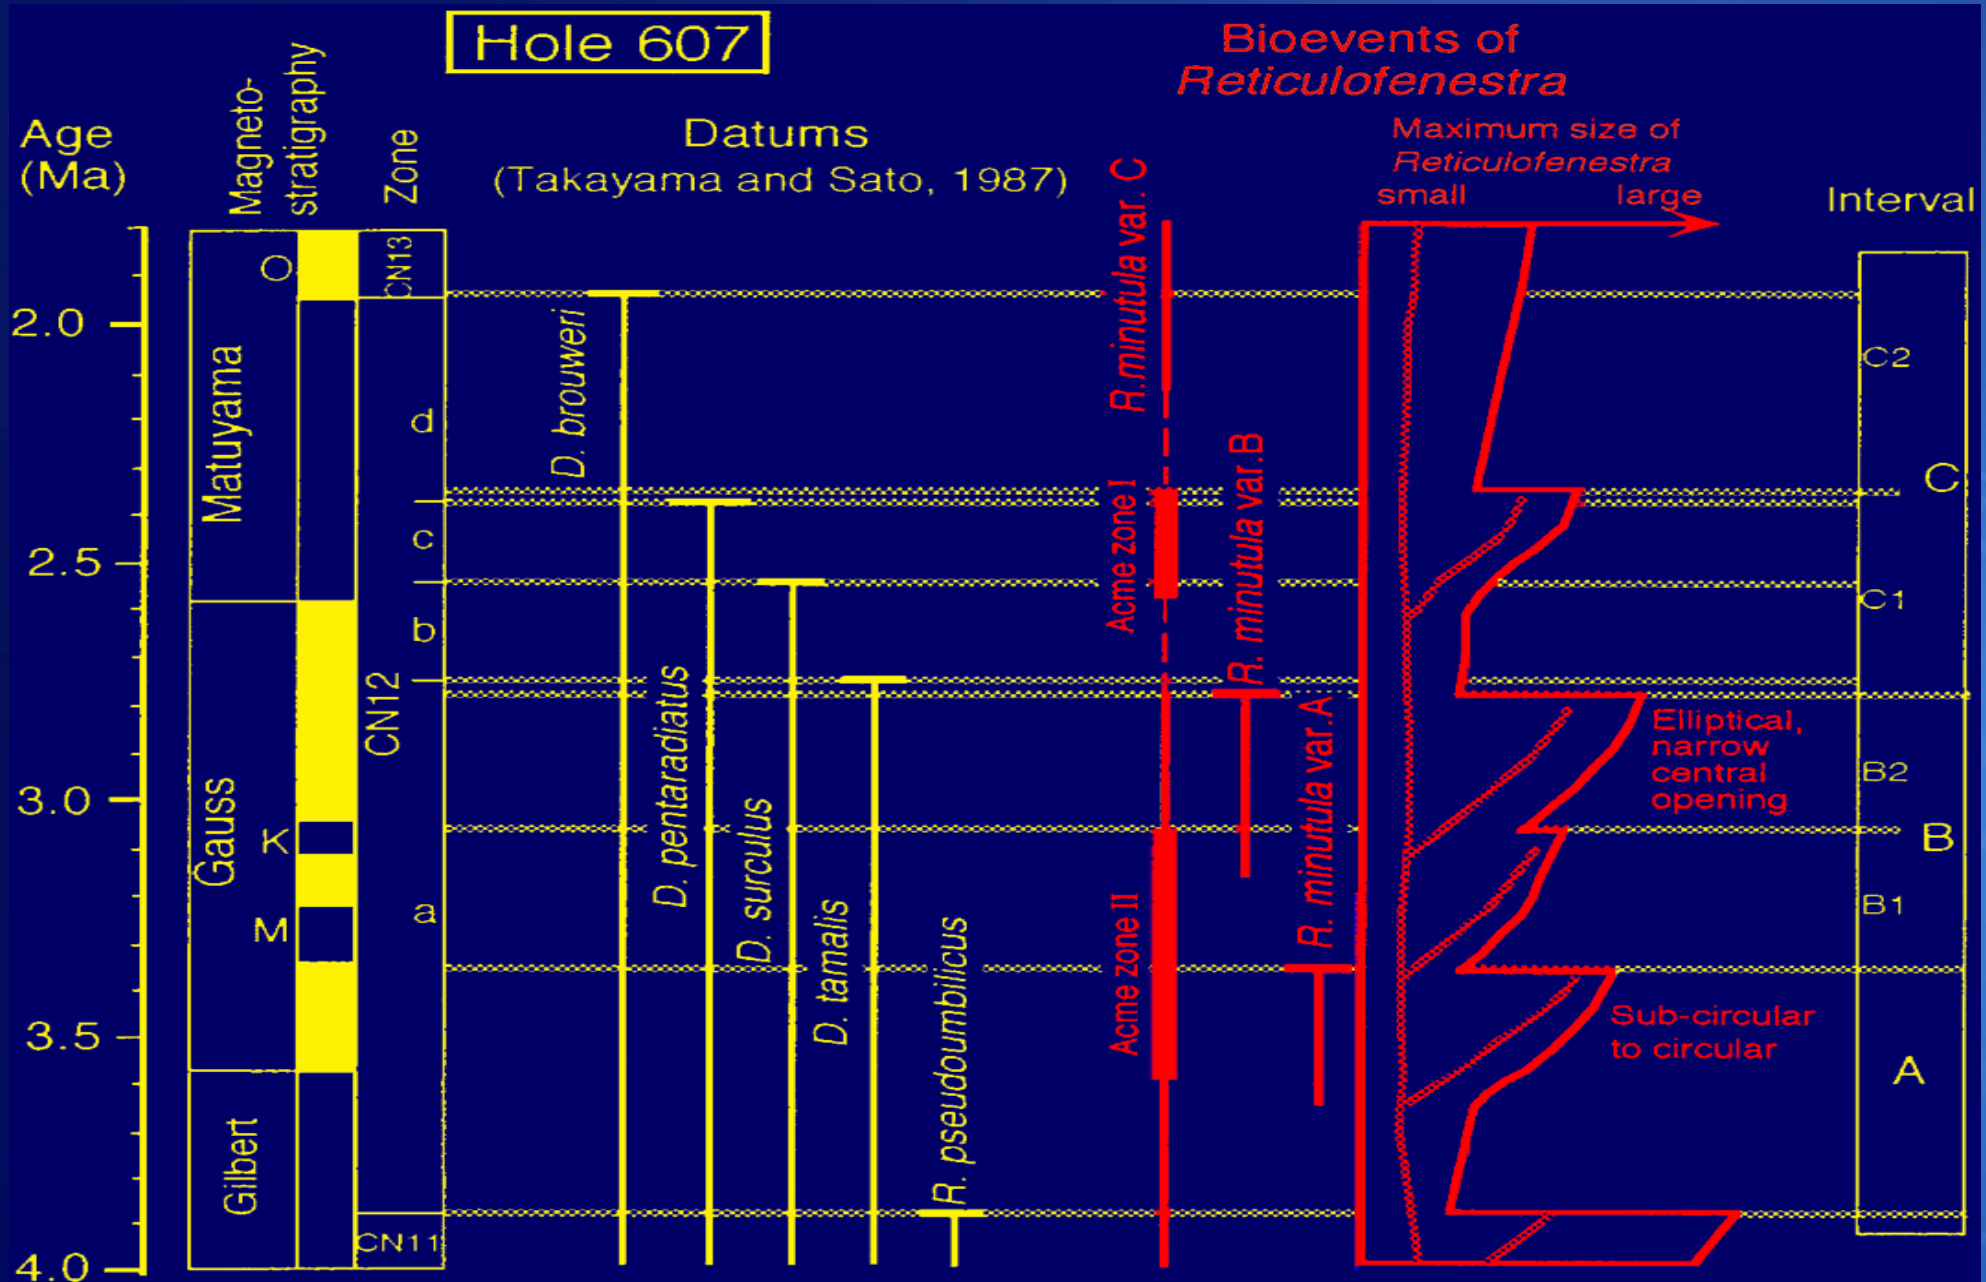 Hole 607
Bioevents of
Reticulofenestra
Age
(Ma)
Magneto-
stratigraphy
Zone
Datums
(Takayama and Sato, 1987)
Maximum size of
Reticulofenestra
small
large
Interval
2.0
2.5
3.0
3.5
4.0
Matuyama
Gauss
Gilbert
O
K
M
CN13
CN12
CN11
d
c
b
a
D. brouweri
D. pentaradiatus
D. surculus
D. tamalis
R. pseudoumbilicus
R.minutula var. C
Acme zone I
Acme zone II
R. minutula var.B
R. minutula var.A
Elliptical,
narrow
central
opening
Sub-circular
to circular
C2
C
C1
B2
B
B1
A